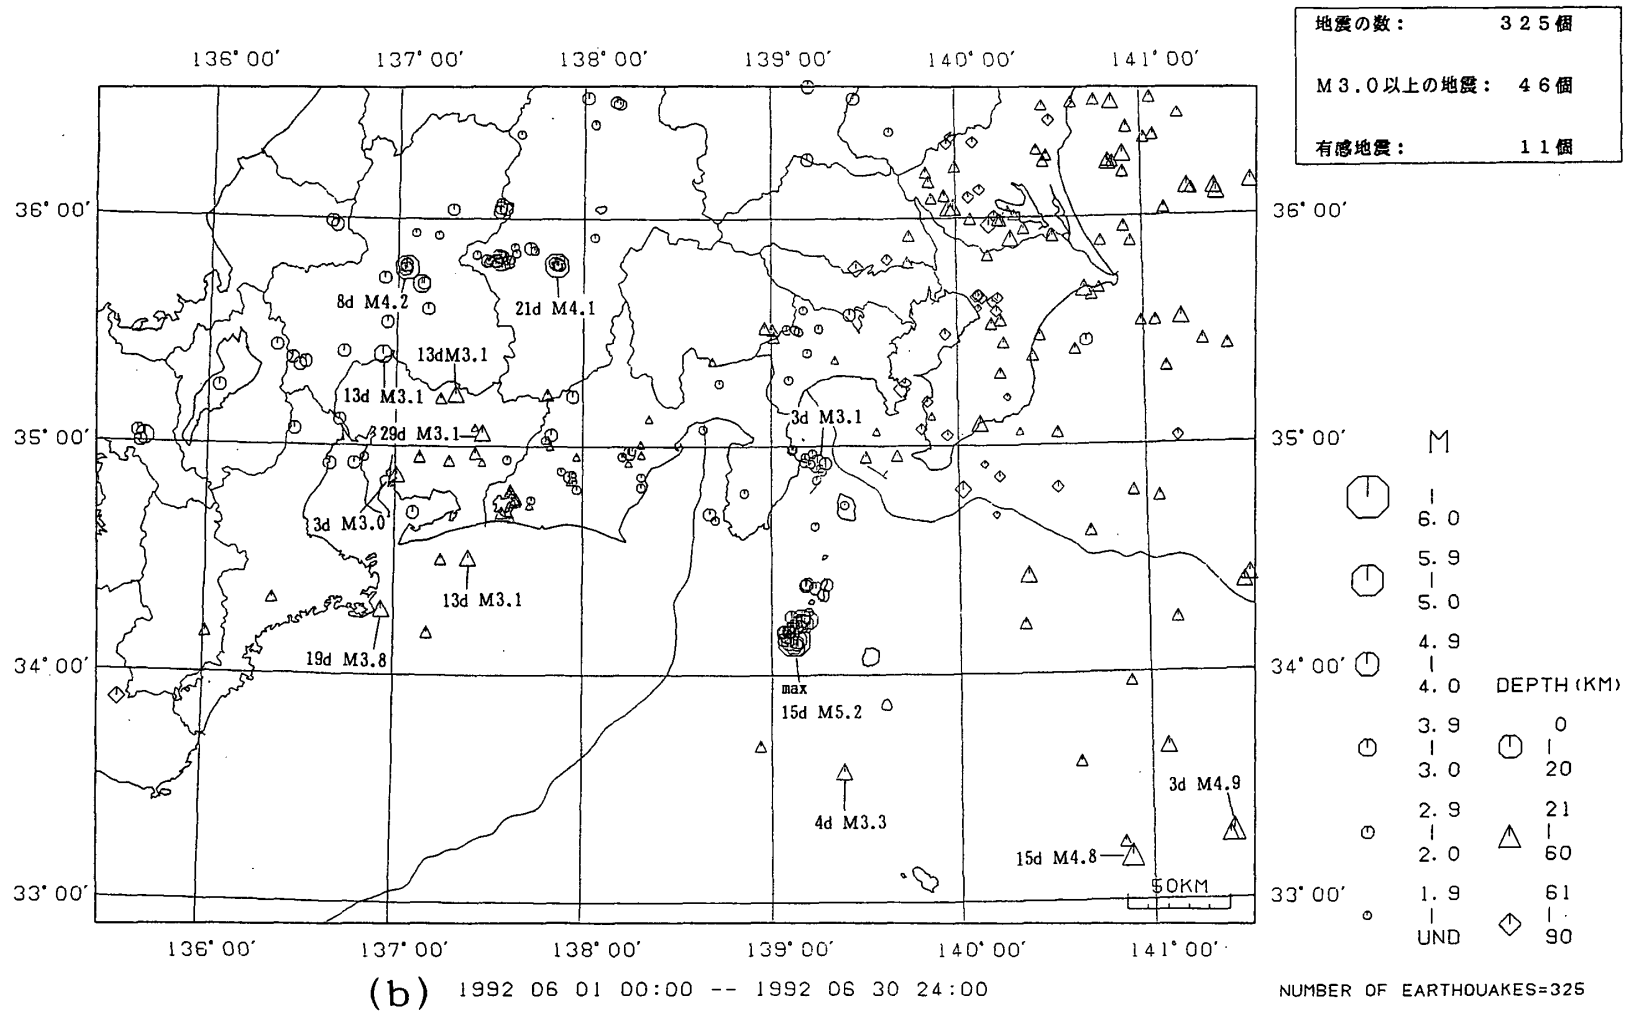 地震の数： ３２５個
Ｍ３．０以上の地震： ４６個
有感地震： １１個
136°00′ 137°00′ 138°00′ 139°00′ 140°00′ 141°00′
36°00′ 36°00′
8d M4.2
21d M4.1
13dM3.1
13d M3.1
3d M3.1
29d M3.1
35°00′ 35°00′
3d M3.0
13d M3.1
19d M3.8
34°00′ 34°00′
max
15d M5.2
4d M3.3
3d M4.9
15d M4.8
50KM
33°00′ 33°00′
136°00′ 137°00′ 138°00′ 139°00′ 140°00′ 141°00′
M
6.0
5.9
5.0
4.9
4.0
3.9
3.0
2.9
2.0
1.9
UND
DEPTH(KM)
0
20
21
60
61
90
(b) 1992 06 01 00:00 -- 1992 06 30 24:00
NUMBER OF EARTHQUAKES=325